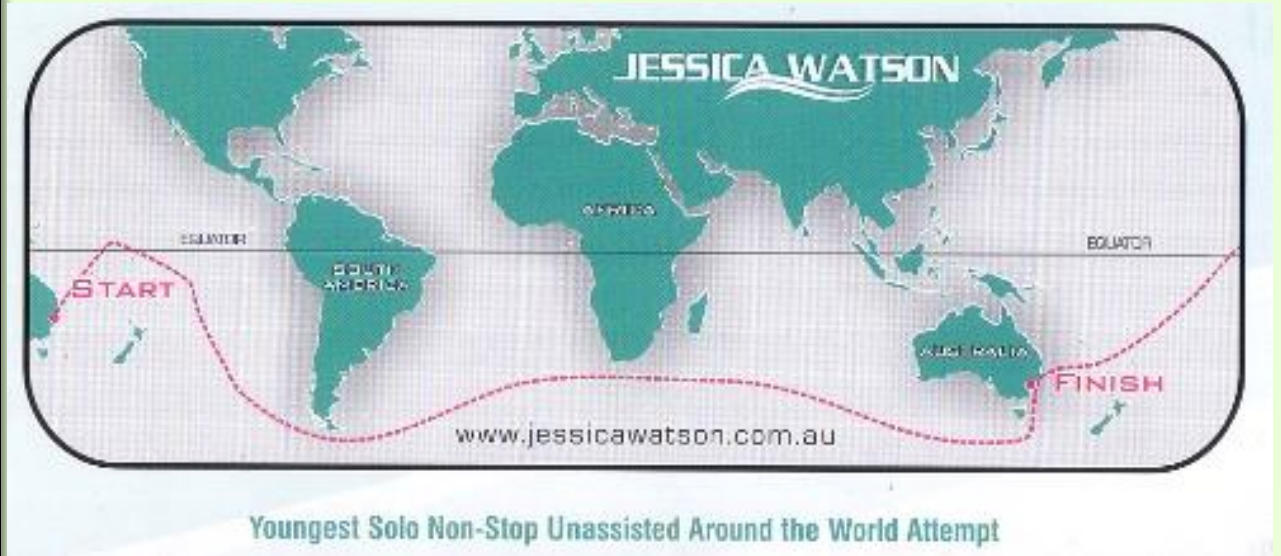 JESSICA WATSON
AFRICA
EQUATOR
EQUATOR
SOUTH
AMERICA
START
AUSTRALIA
FINISH
www.jessicawatson.com.au
Youngest Solo Non-Stop Unassisted Around the World Attempt